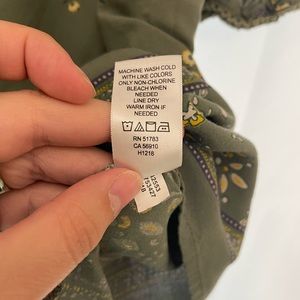 MACHINE WASH COLD
WITH LIKE COLORS
ONLY NON-CHLORINE
BLEACH WHEN
NEEDED
LINE DRY
WARM IRON IF
NEEDED
RN 51783
CA 56910
H1218